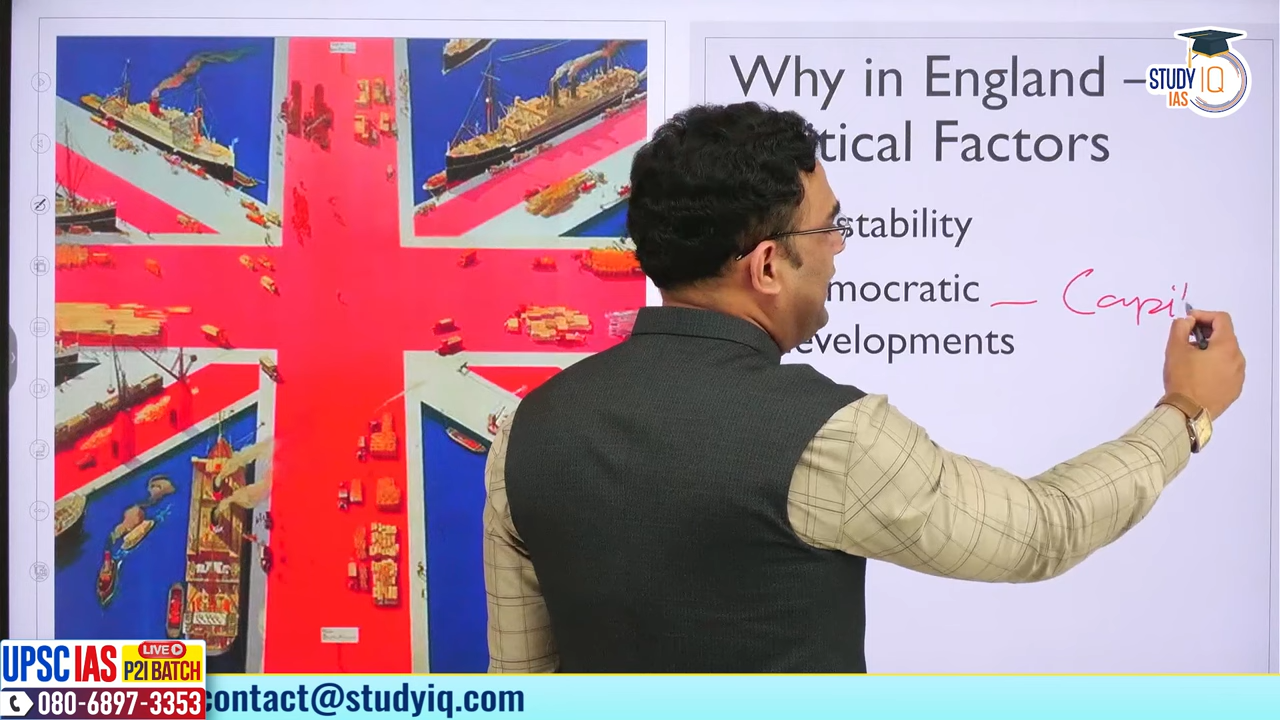 Why in England –
tical Factors
stability
mocratic – Capi
evelopments
STUDY IQ
IAS
UPSC IAS
LIVE
P2I BATCH
080-6897-3353
contact@studyiq.com